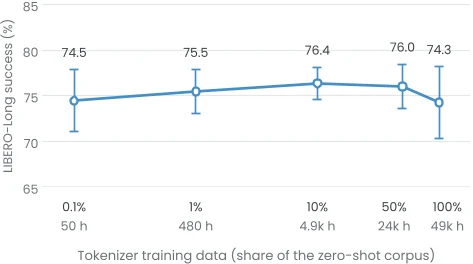 85
80
75
70
65
LIBERO-Long success (%)
74.5 75.5 76.4 76.0 74.3
0.1% 1% 10% 50% 100%
50 h 480 h 4.9k h 24k h 49k h
Tokenizer training data (share of the zero-shot corpus)